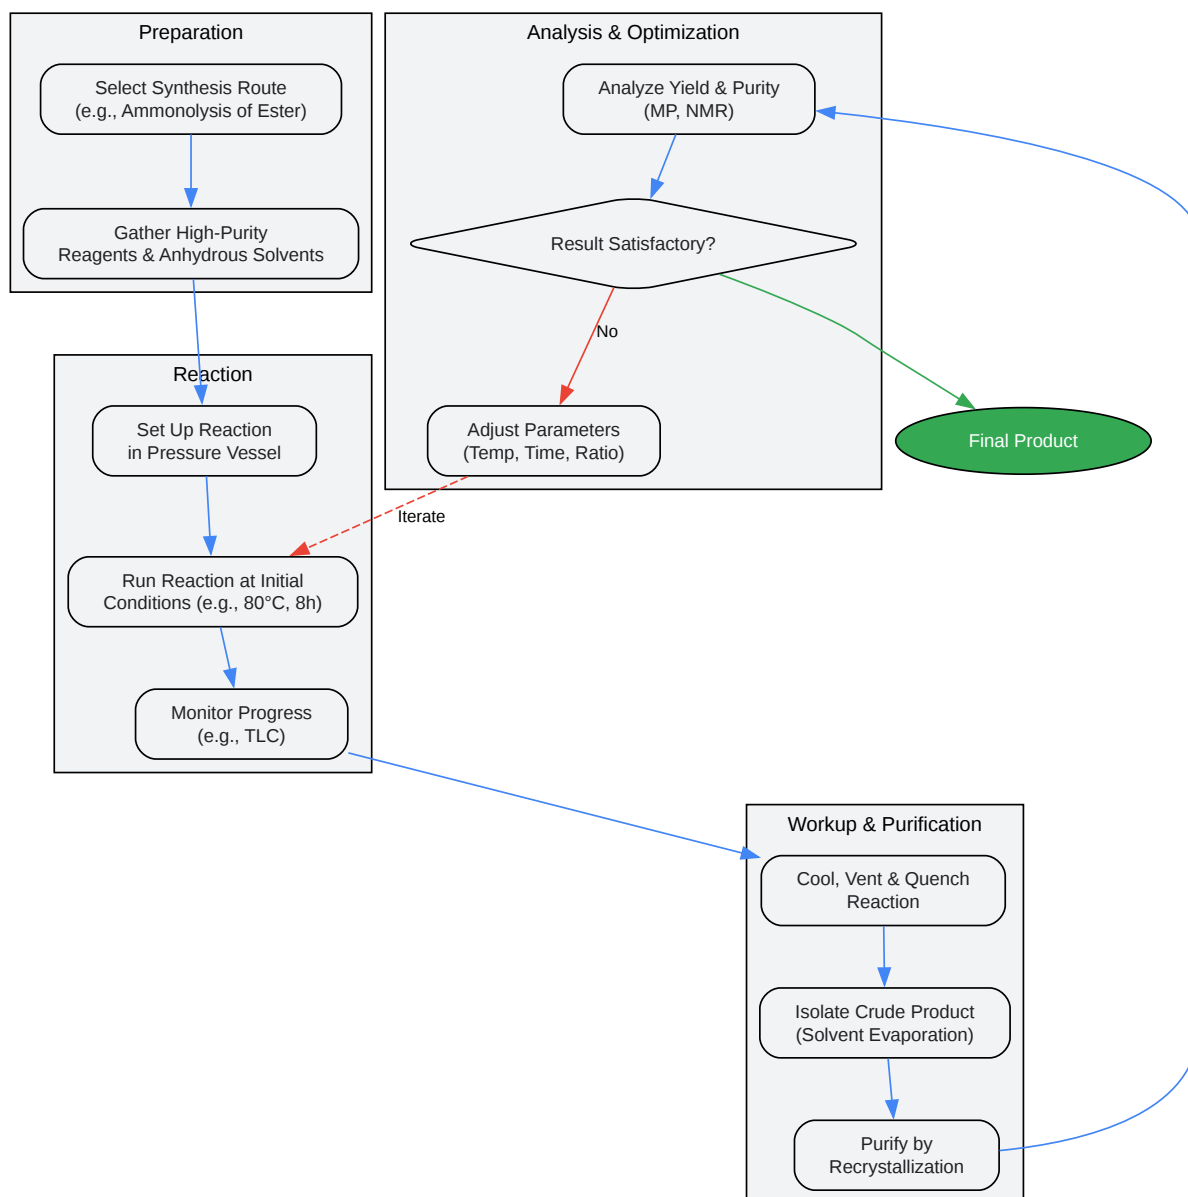 Preparation
Select Synthesis Route
(e.g., Ammonolysis of Ester)
Gather High-Purity
Reagents & Anhydrous Solvents
Analysis & Optimization
Analyze Yield & Purity
(MP, NMR)
Result Satisfactory?
No
Adjust Parameters
(Temp, Time, Ratio)
Iterate
Final Product
Reaction
Set Up Reaction
in Pressure Vessel
Run Reaction at Initial
Conditions (e.g., 80°C, 8h)
Monitor Progress
(e.g., TLC)
Workup & Purification
Cool, Vent & Quench
Reaction
Isolate Crude Product
(Solvent Evaporation)
Purify by
Recrystallization